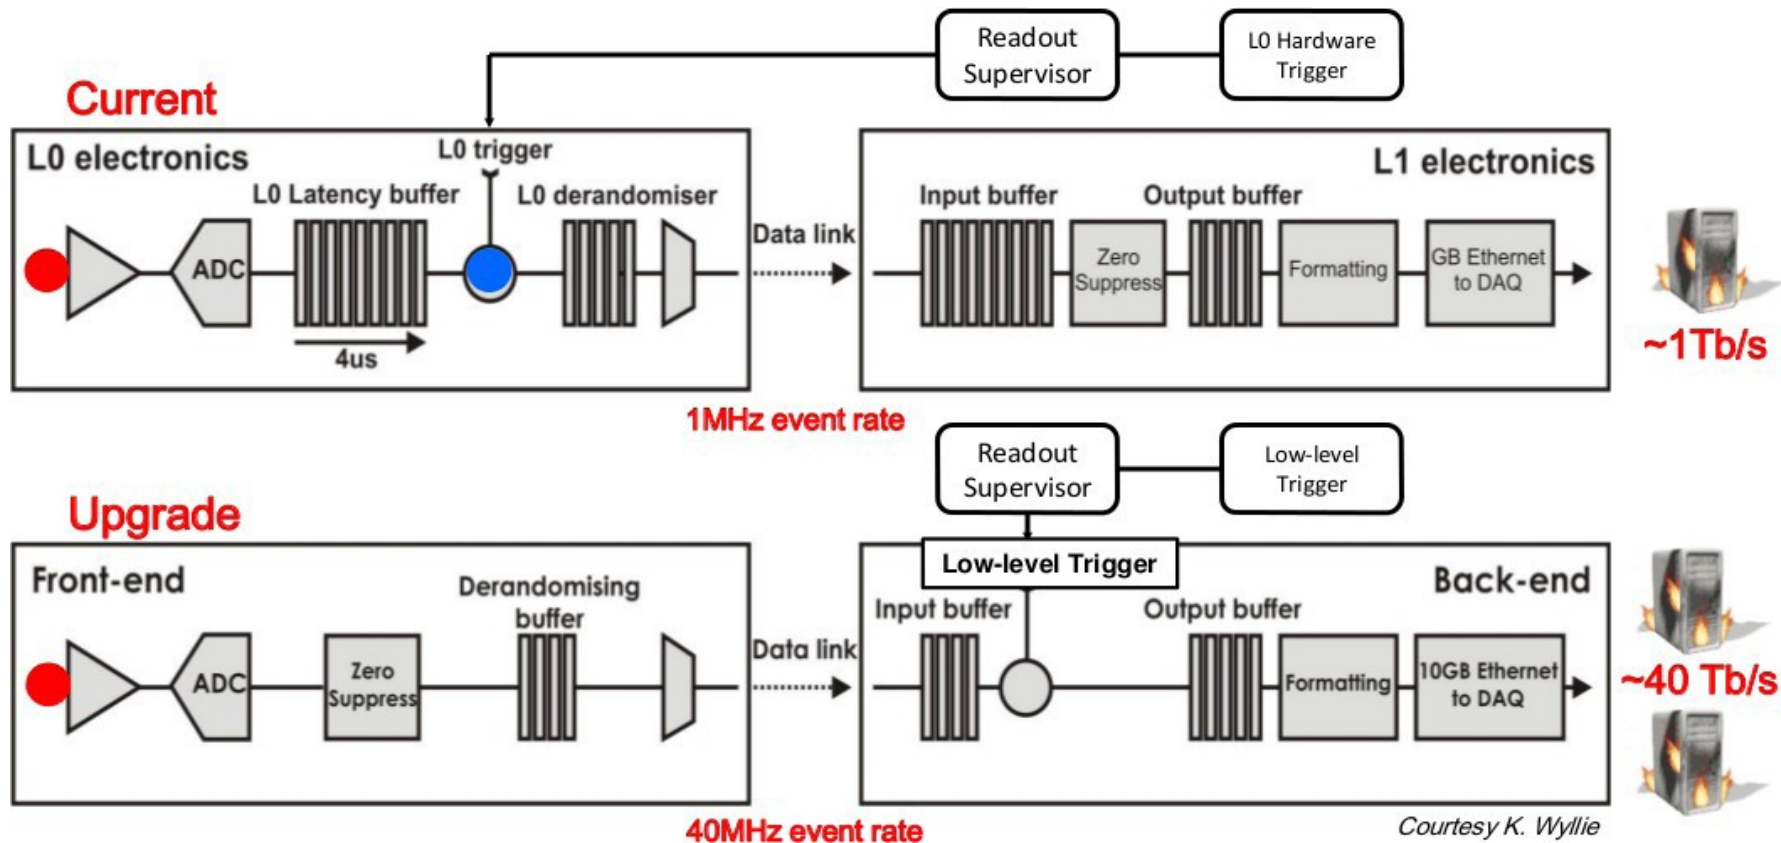 Readout
Supervisor
L0 Hardware
Trigger
Current
L0 electronics
L0 trigger
L0 Latency buffer
L0 derandomiser
ADC
4us
Data link
L1 electronics
Input buffer
Output buffer
Zero
Suppress
Formatting
GB Ethernet
to DAQ
~1Tb/s
1MHz event rate
Readout
Supervisor
Low-level
Trigger
Upgrade
Front-end
Derandomising
buffer
ADC
Zero
Suppress
Data link
Low-level Trigger
Back-end
Input buffer
Output buffer
Formatting
10GB Ethernet
to DAQ
~40 Tb/s
40MHz event rate
Courtesy K. Wyllie